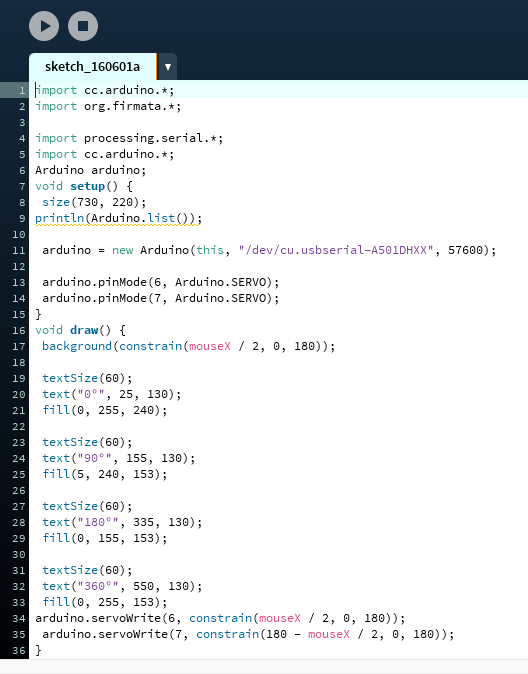 sketch_160601a ▼
1 import cc.arduino.*;
2 import org.firmata.*;
3
4 import processing.serial.*;
5 import cc.arduino.*;
6 Arduino arduino;
7 void setup() {
8 size(730, 220);
9 println(Arduino.list());
10
11 arduino = new Arduino(this, "/dev/cu.usbserial-A501DHXX", 57600);
12
13 arduino.pinMode(6, Arduino.SERVO);
14 arduino.pinMode(7, Arduino.SERVO);
15 }
16 void draw() {
17 background(constrain(mouseX / 2, 0, 180));
18
19 textSize(60);
20 text("0°", 25, 130);
21 fill(0, 255, 240);
22
23 textSize(60);
24 text("90°", 155, 130);
25 fill(5, 240, 153);
26
27 textSize(60);
28 text("180°", 335, 130);
29 fill(0, 155, 153);
30
31 textSize(60);
32 text("360°", 550, 130);
33 fill(0, 255, 153);
34 arduino.servoWrite(6, constrain(mouseX / 2, 0, 180));
35 arduino.servoWrite(7, constrain(180 - mouseX / 2, 0, 180));
36 }